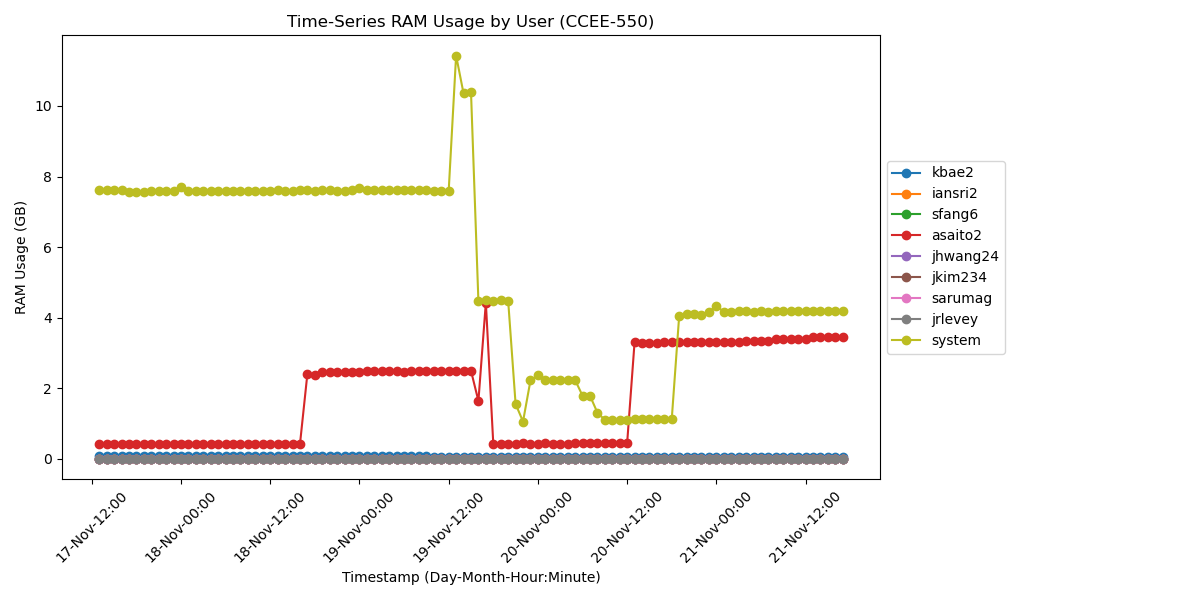 Time-Series RAM Usage by User (CCEE-550)
RAM Usage (GB)
10
8
6
4
2
0
17-Nov-12:00
18-Nov-00:00
18-Nov-12:00
19-Nov-00:00
19-Nov-12:00
20-Nov-00:00
20-Nov-12:00
21-Nov-00:00
21-Nov-12:00
Timestamp (Day-Month-Hour:Minute)
kbae2
iansri2
sfang6
asaito2
jhwang24
jkim234
sarumag
jrlevey
system